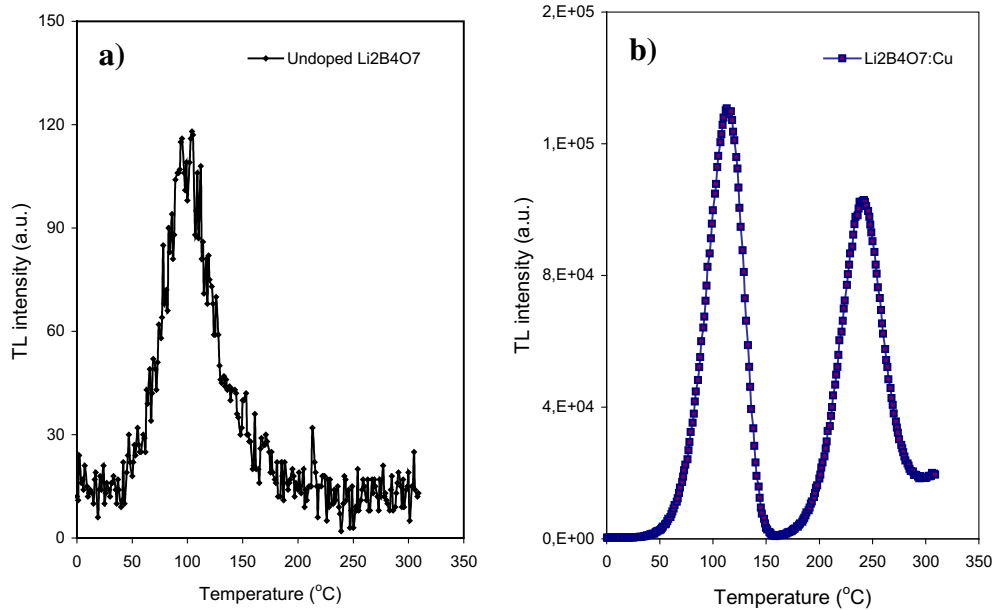 a)
Undoped Li2B4O7
150
120
90
60
30
0
TL intensity (a.u.)
0 50 100 150 200 250 300 350
Temperature (oC)
b)
Li2B4O7:Cu
2,E+05
1,E+05
8,E+04
4,E+04
0,E+00
TL intensity (a.u.)
0 50 100 150 200 250 300 350
Temperature (oC)